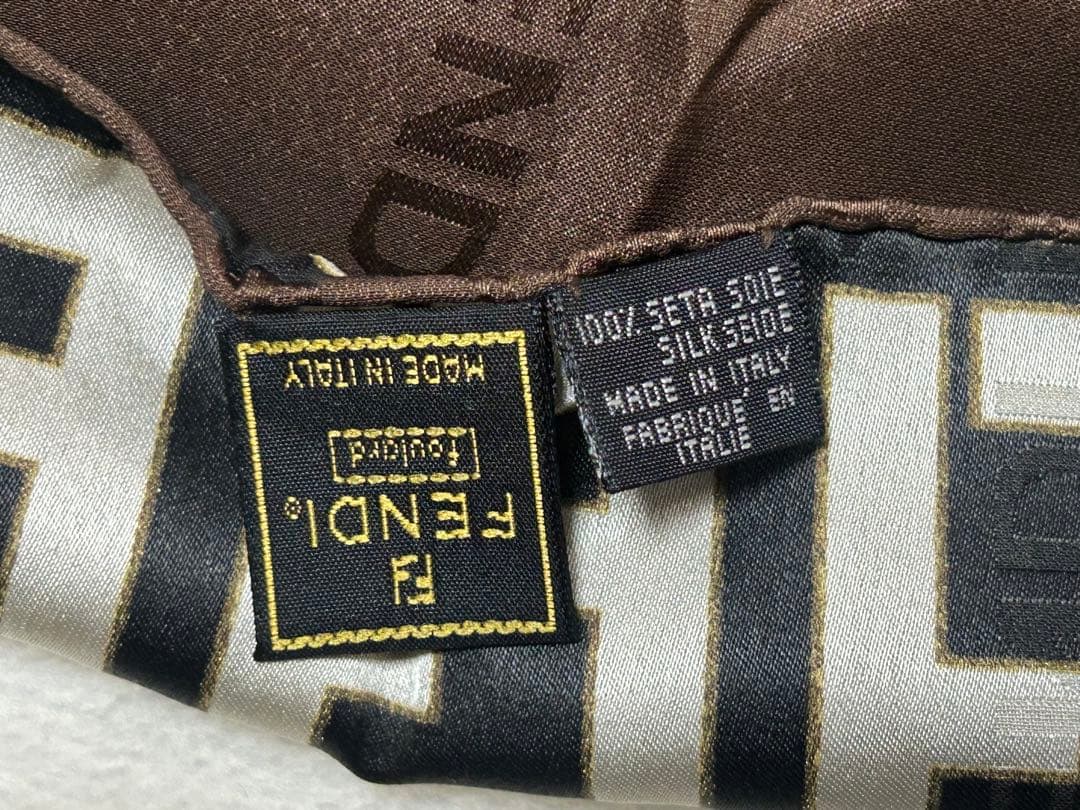 FF
FENDI®
foulard
MADE IN ITALY
100% SETA SOIE
SILK SEIDE
MADE IN ITALY
FABRIQUE' EN
ITALIE